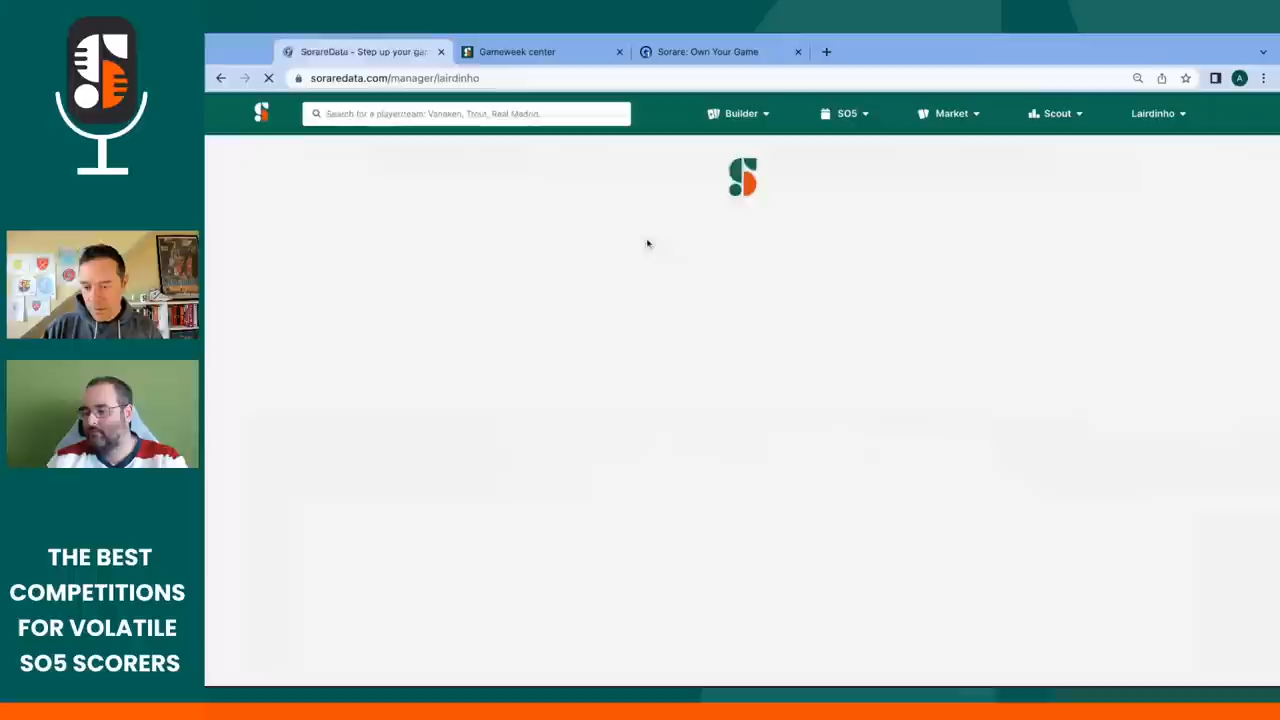 SorareData - Step up your gar
Gameweek center
Sorare: Own Your Game
soraredata.com/manager/lairdinho
A
Search for a player/team: Vanaken, Trout, Real Madrid...
Builder
SO5
Market
Scout
Lairdinho
THE BEST
COMPETITIONS
FOR VOLATILE
SO5 SCORERS